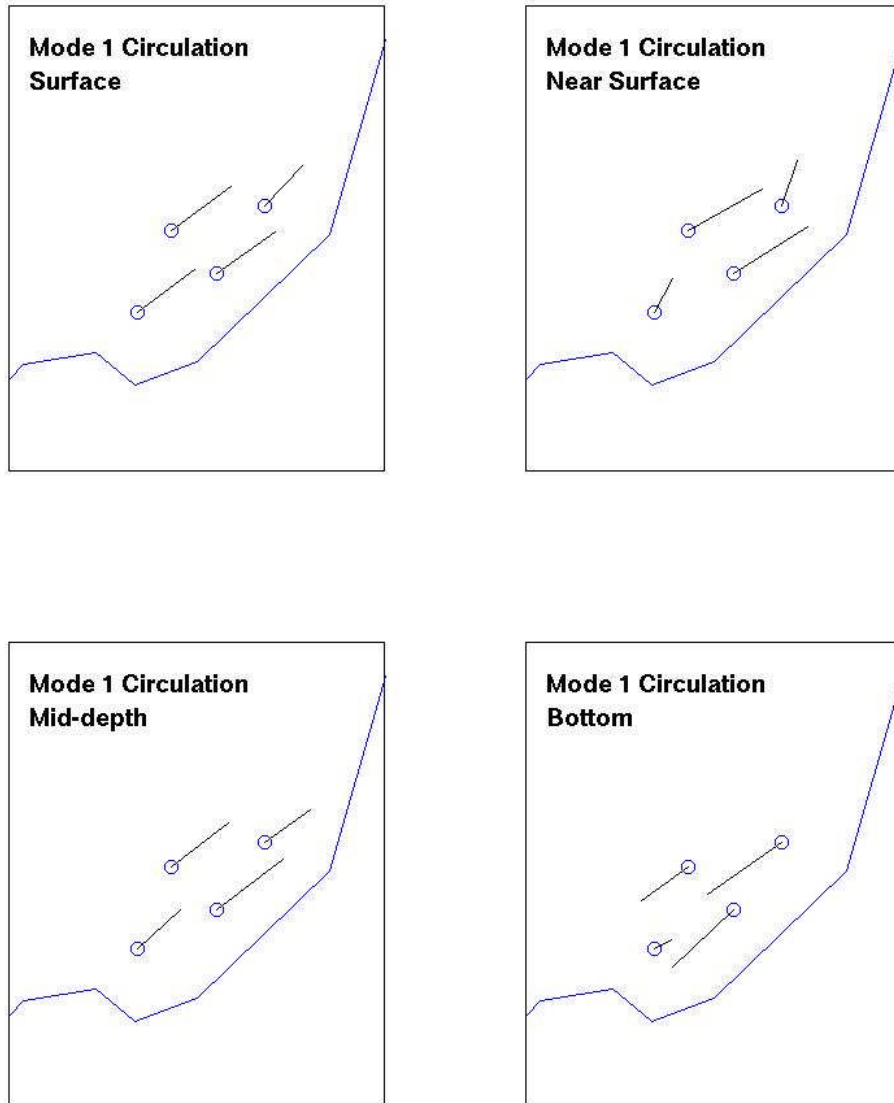 Mode 1 Circulation
Surface
Mode 1 Circulation
Near Surface
Mode 1 Circulation
Mid-depth
Mode 1 Circulation
Bottom